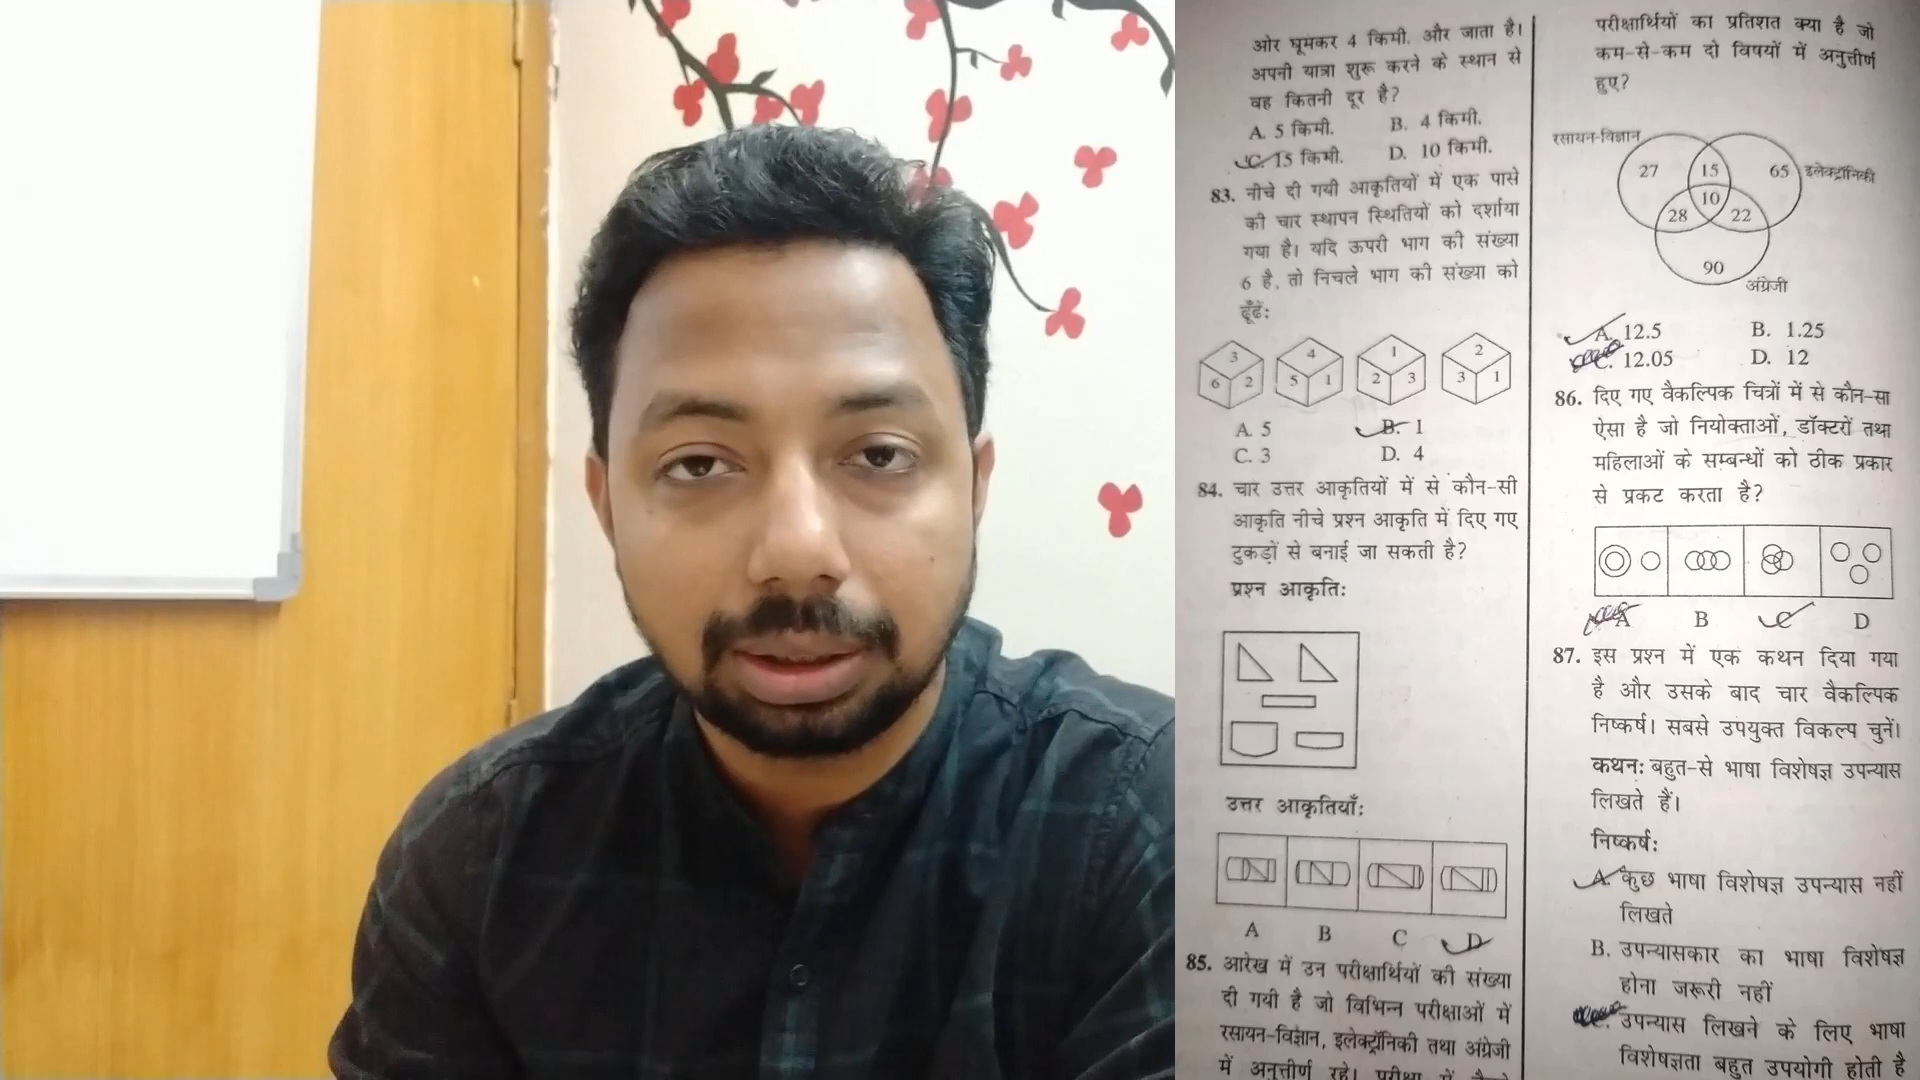 ओर घूमकर 4 किमी. और जाता है।
अपनी यात्रा शुरू करने के स्थान से
वह कितनी दूर है?
A. 5 किमी. B. 4 किमी.
C. 15 किमी. D. 10 किमी.
83. नीचे दी गयी आकृतियों में एक पासे
की चार स्थापन स्थितियों को दर्शाया
गया है। यदि ऊपरी भाग की संख्या
6 है, तो निचले भाग की संख्या को
ढूँढें:
3 6 2
4 5 1
1 2 3
2 3 1
A. 5 B. 1
C. 3 D. 4
84. चार उत्तर आकृतियों में से कौन-सी
आकृति नीचे प्रश्न आकृति में दिए गए
टुकड़ों से बनाई जा सकती है?
प्रश्न आकृति:
उत्तर आकृतियाँ:
A B C D
85. आरेख में उन परीक्षार्थियों की संख्या
दी गयी है जो विभिन्न परीक्षाओं में
रसायन-विज्ञान, इलेक्ट्रॉनिकी तथा अंग्रेजी
में अनुत्तीर्ण रहे। परीक्षा में
परीक्षार्थियों का प्रतिशत क्या है जो
कम-से-कम दो विषयों में अनुत्तीर्ण
हुए?
रसायन-विज्ञान
27 15 65 इलेक्ट्रॉनिकी
10
28 22
90
अंग्रेजी
A. 12.5 B. 1.25
C. 12.05 D. 12
86. दिए गए वैकल्पिक चित्रों में से कौन-सा
ऐसा है जो नियोक्ताओं, डॉक्टरों तथा
महिलाओं के सम्बन्धों को ठीक प्रकार
से प्रकट करता है?
A B C D
87. इस प्रश्न में एक कथन दिया गया
है और उसके बाद चार वैकल्पिक
निष्कर्ष। सबसे उपयुक्त विकल्प चुनें।
कथन: बहुत-से भाषा विशेषज्ञ उपन्यास
लिखते हैं।
निष्कर्ष:
A. कुछ भाषा विशेषज्ञ उपन्यास नहीं
लिखते
B. उपन्यासकार का भाषा विशेषज्ञ
होना जरूरी नहीं
C. उपन्यास लिखने के लिए भाषा
विशेषज्ञता बहुत उपयोगी होती है